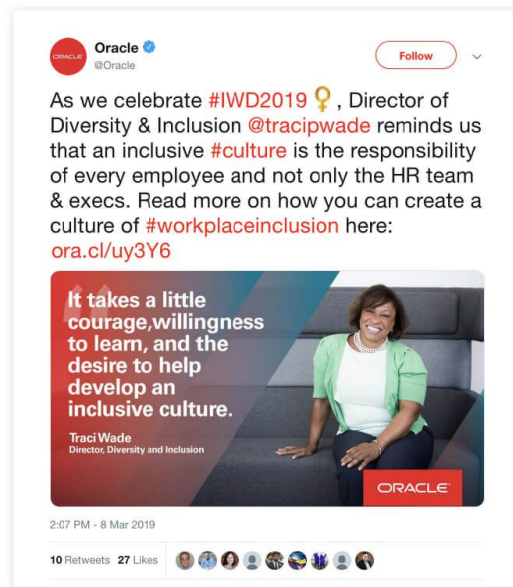 ORACLE
Oracle
@Oracle
Follow
As we celebrate #IWD2019 , Director of
Diversity & Inclusion @tracipwade reminds us
that an inclusive #culture is the responsibility
of every employee and not only the HR team
& execs. Read more on how you can create a
culture of #workplaceinclusion here:
ora.cl/uy3Y6
It takes a little
courage,willingness
to learn, and the
desire to help
develop an
inclusive culture.
Traci Wade
Director, Diversity and Inclusion
ORACLE
2:07 PM - 8 Mar 2019
10 Retweets 27 Likes